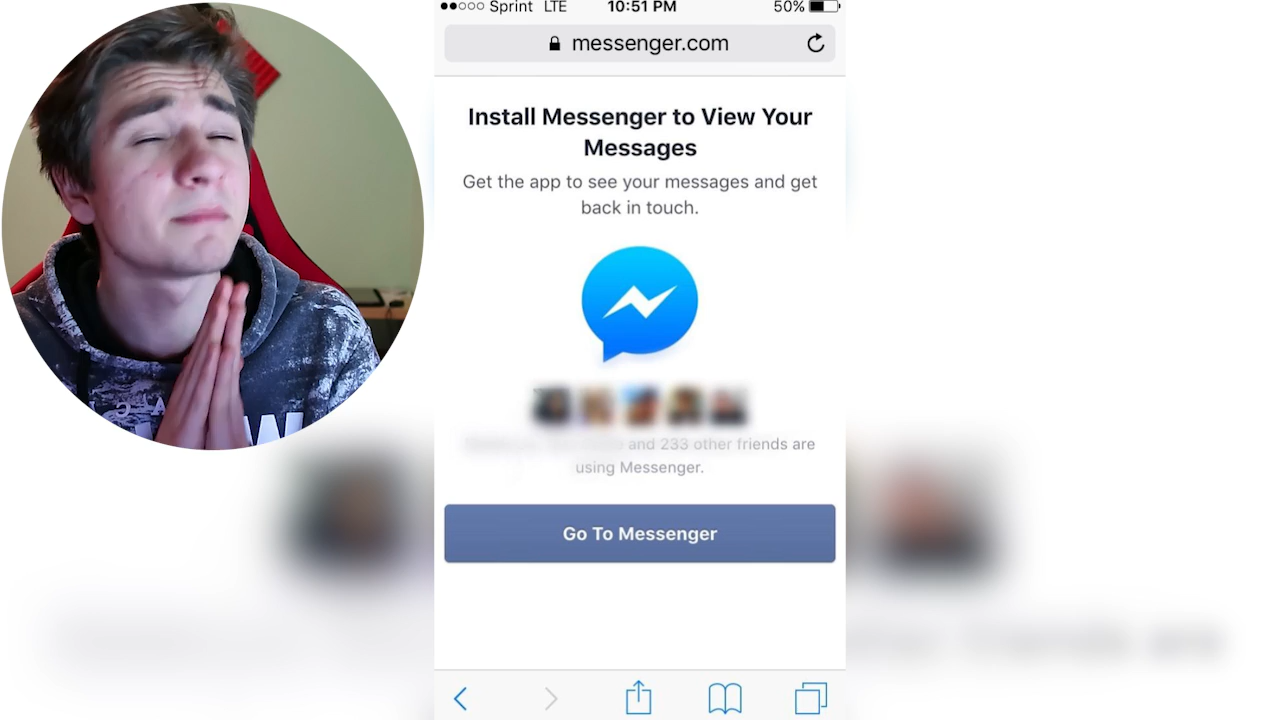 Sprint LTE 10:51 PM 50%
messenger.com
Install Messenger to View Your
Messages
Get the app to see your messages and get
back in touch.
and 233 other friends are
using Messenger.
Go To Messenger